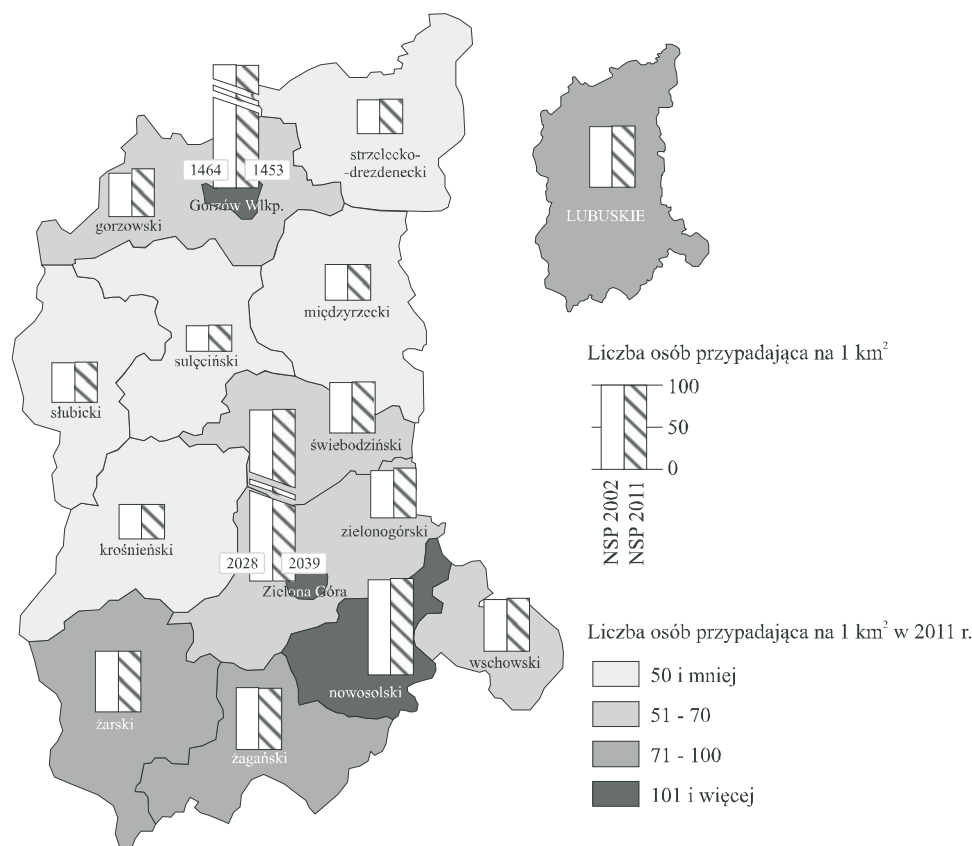 strzelecko-
-drezdenecki
1464
1453
Gorzów Wlkp.
gorzowski
LUBUSKIE
międzyrzecki
sulęciński
słubicki
świebodziński
Liczba osób przypadająca na 1 km²
100
50
0
NSP 2002
NSP 2011
zielonogórski
krośnieński
2028
2039
Zielona Góra
wschowski
nowosolski
żarski
żagański
Liczba osób przypadająca na 1 km² w 2011 r.
50 i mniej
51 - 70
71 - 100
101 i więcej